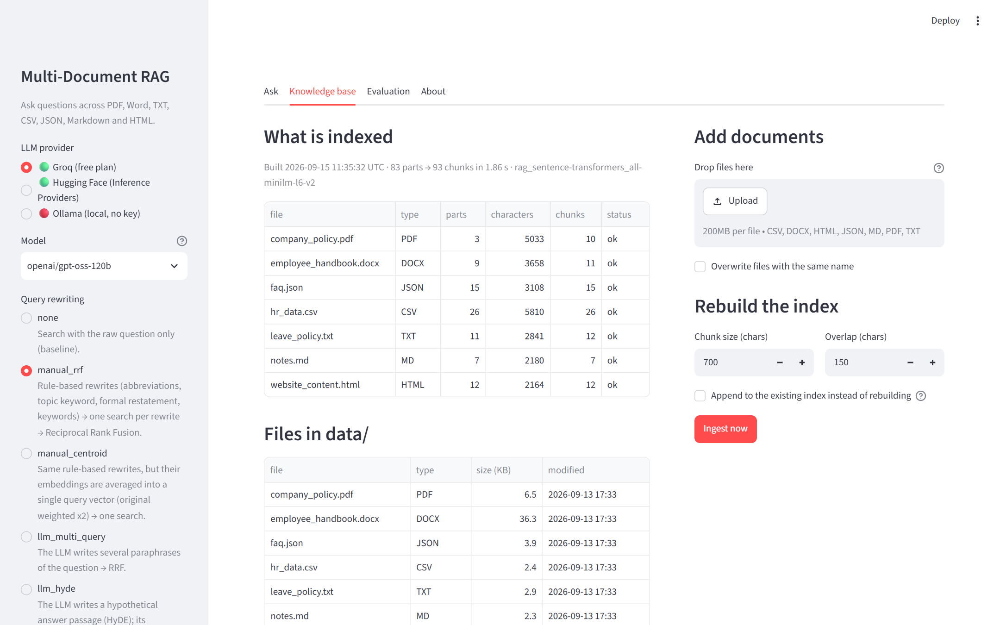 Deploy
Multi-Document RAG
Ask questions across PDF, Word, TXT,
CSV, JSON, Markdown and HTML.
LLM provider
Groq (free plan)
Hugging Face (Inference
Providers)
Ollama (local, no key)
Model
openai/gpt-oss-120b
Query rewriting
none
Search with the raw question only
(baseline).
manual_rrf
Rule-based rewrites (abbreviations,
topic keyword, formal restatement,
keywords) → one search per rewrite
→ Reciprocal Rank Fusion.
manual_centroid
Same rule-based rewrites, but their
embeddings are averaged into a
single query vector (original
weighted x2) → one search.
llm_multi_query
The LLM writes several paraphrases
of the question → RRF.
llm_hyde
The LLM writes a hypothetical
answer passage (HyDE); its
Ask Knowledge base Evaluation About
What is indexed
Built 2026-09-15 11:35:32 UTC · 83 parts → 93 chunks in 1.86 s · rag_sentence-transformers_all-
minilm-l6-v2
file type parts characters chunks status
company_policy.pdf PDF 3 5033 10 ok
employee_handbook.docx DOCX 9 3658 11 ok
faq.json JSON 15 3108 15 ok
hr_data.csv CSV 26 5810 26 ok
leave_policy.txt TXT 11 2841 12 ok
notes.md MD 7 2180 7 ok
website_content.html HTML 12 2164 12 ok
Files in data/
file type size (KB) modified
company_policy.pdf PDF 6.5 2026-09-13 17:33
employee_handbook.docx DOCX 36.3 2026-09-13 17:33
faq.json JSON 3.9 2026-09-13 17:33
hr_data.csv CSV 2.4 2026-09-13 17:33
leave_policy.txt TXT 2.9 2026-09-13 17:33
notes.md MD 2.3 2026-09-13 17:33
Add documents
Drop files here
Upload
200MB per file • CSV, DOCX, HTML, JSON, MD, PDF, TXT
Overwrite files with the same name
Rebuild the index
Chunk size (chars) Overlap (chars)
700 150
Append to the existing index instead of rebuilding
Ingest now